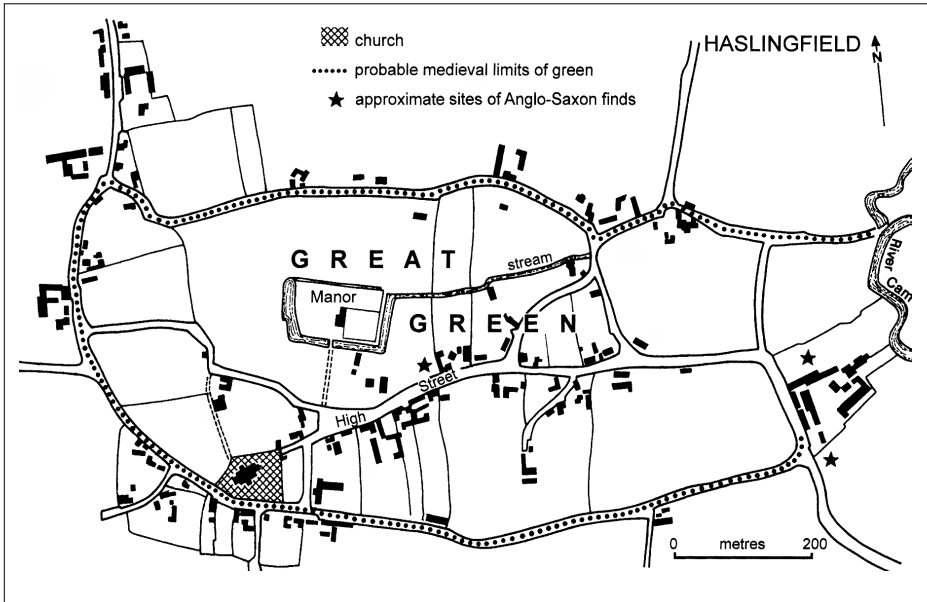 HASLINGFIELD
church
probable medieval limits of green
approximate sites of Anglo-Saxon finds
N
GREAT
stream
River Cam
Manor
GREEN
High Street
0 metres 200